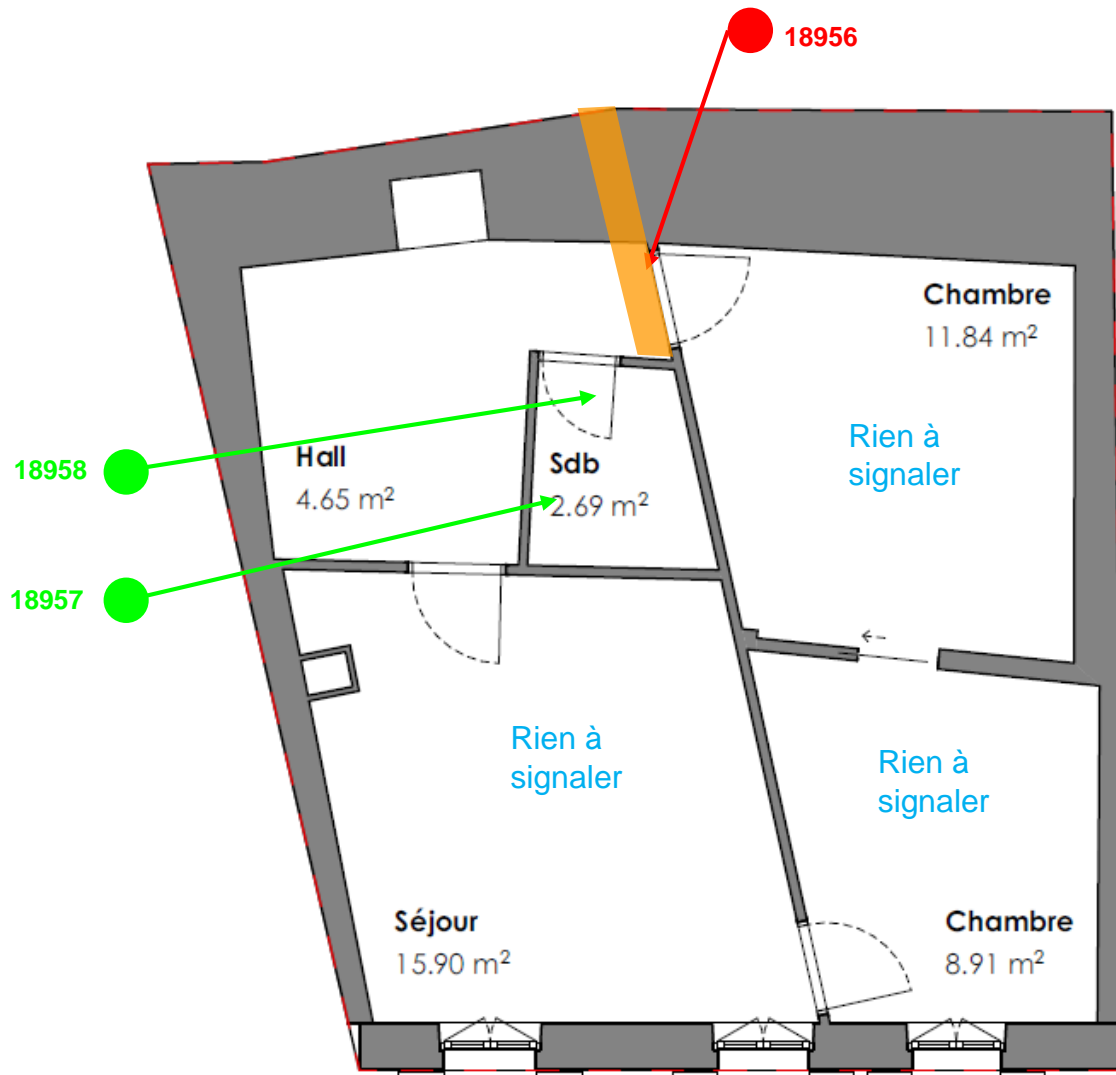 18956
Chambre
11.84 m²
Rien à
signaler
18958
Hall
4.65 m²
Sdb
2.69 m²
18957
Rien à
signaler
Rien à
signaler
Séjour
15.90 m²
Chambre
8.91 m²